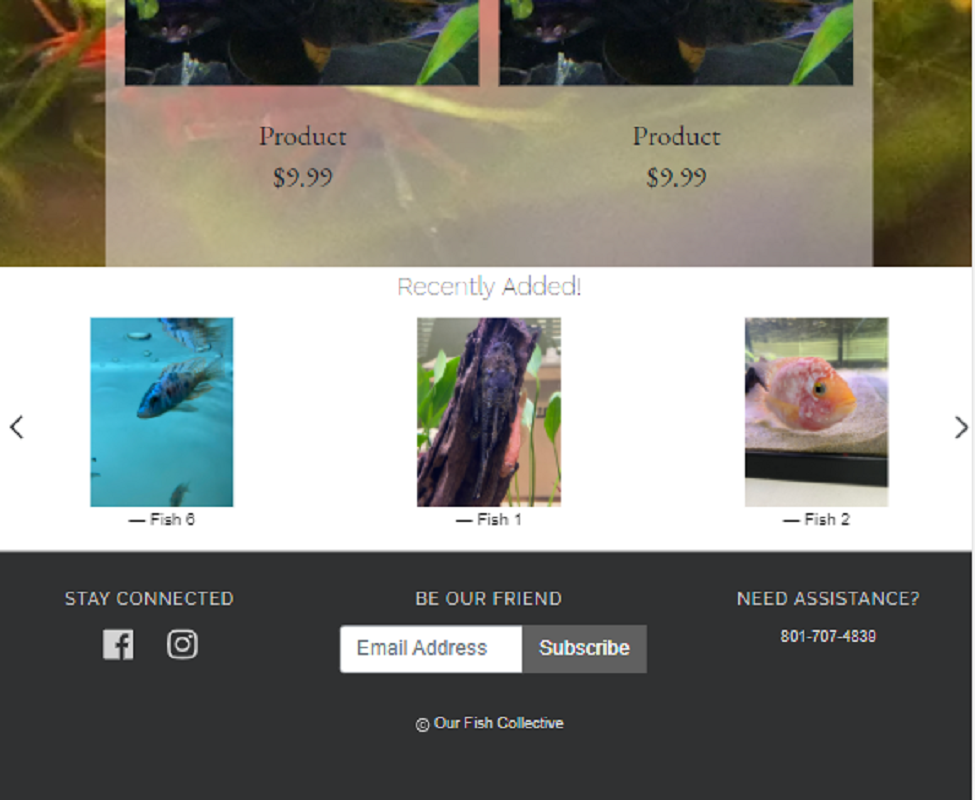 Product
Product
$9.99
$9.99
Recently Added!
— Fish 6
— Fish 1
— Fish 2
STAY CONNECTED
BE OUR FRIEND
NEED ASSISTANCE?
Email Address
Subscribe
801-707-4839
© Our Fish Collective